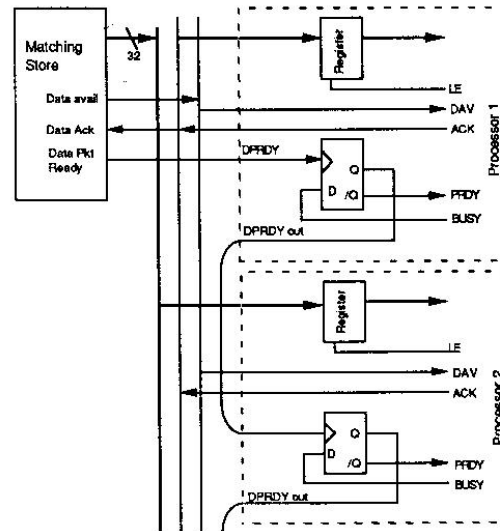 Matching
Store
32
Data avail
Data Ack
Data Pkt
Ready
Register
LE
DAV
ACK
Processor 1
DPRDY
Q
D
/Q
PRDY
BUSY
DPRDY out
Register
LE
DAV
ACK
Processor 2
Q
D
/Q
PRDY
BUSY
DPRDY out